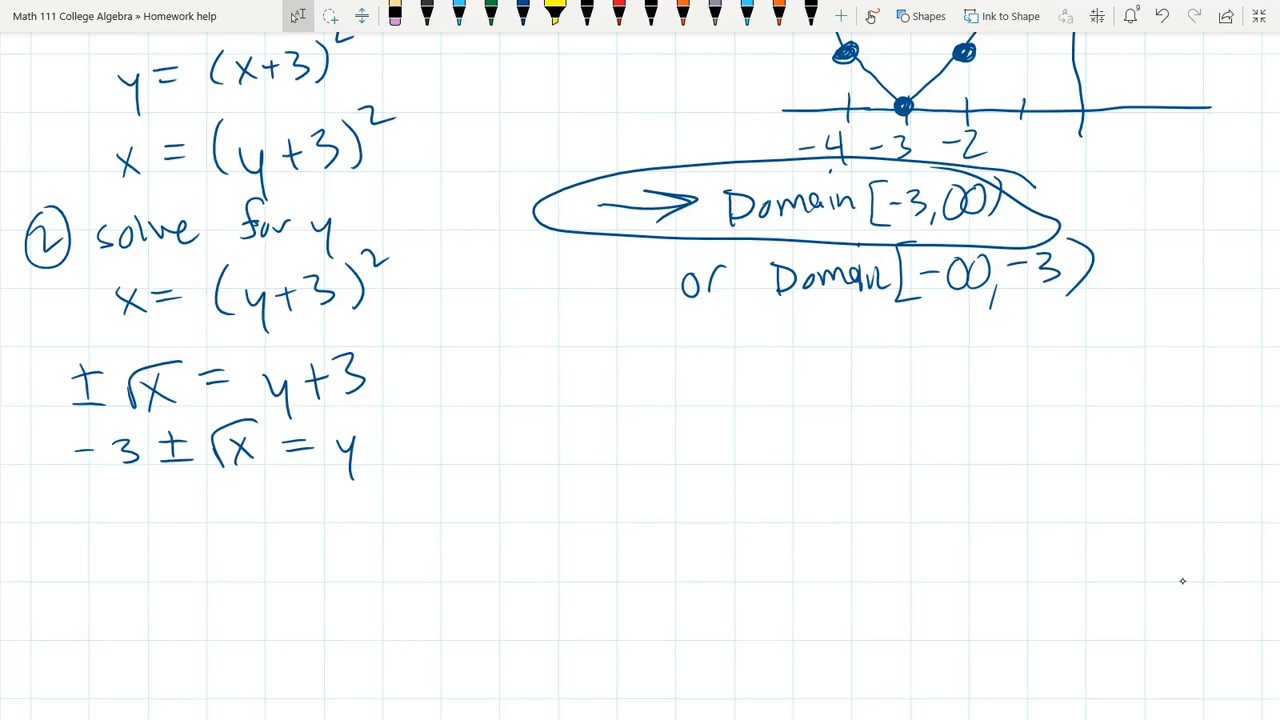 Math 111 College Algebra » Homework help
Shapes
Ink to Shape
y = (x+3)²
x = (y+3)²
② solve for y
x = (y+3)²
± √x = y+3
-3 ± √x = y
-4 -3 -2
→ Domain [-3,∞)
or Domain [-∞,-3)